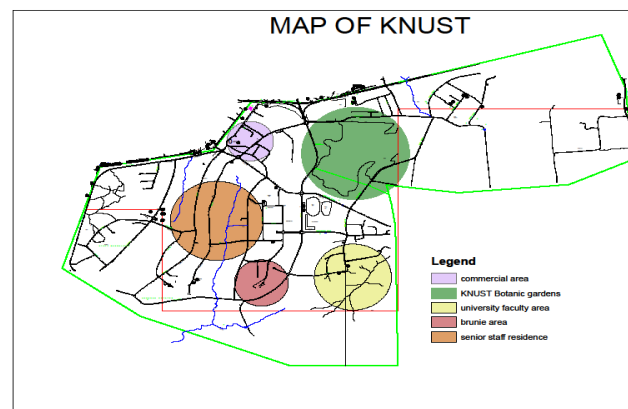 MAP OF KNUST
Legend
commercial area
KNUST Botanic gardens
university faculty area
brunie area
senior staff residence